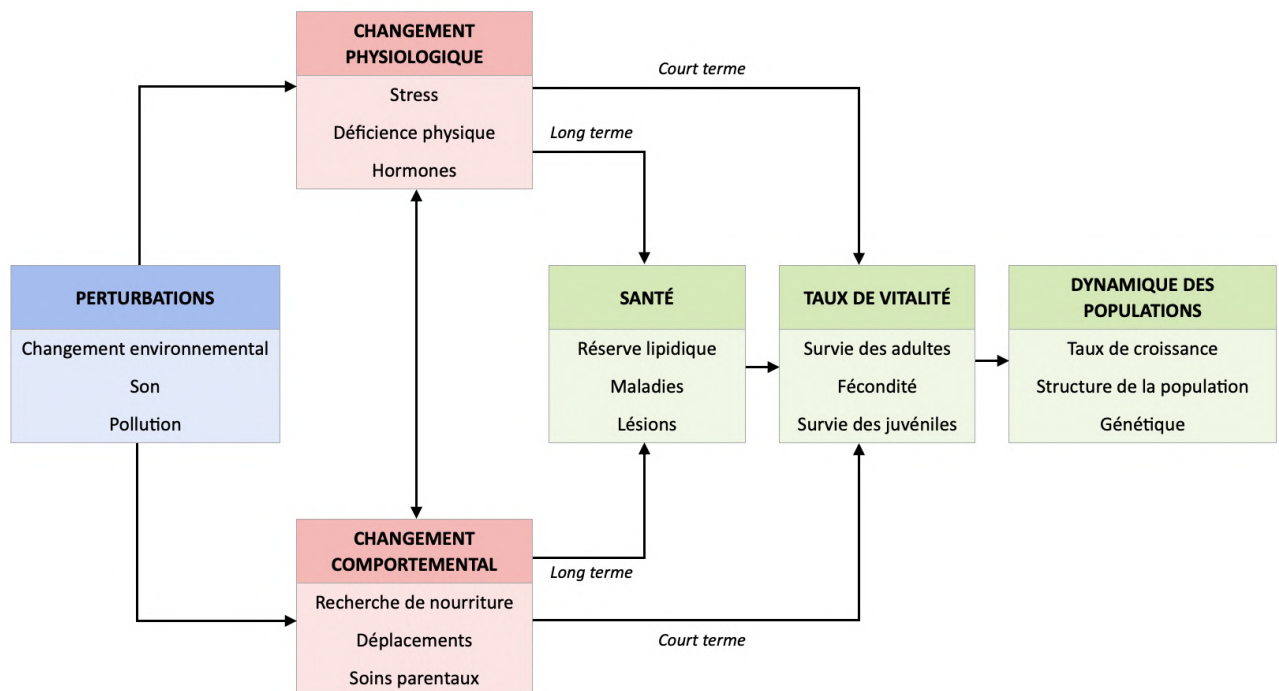 CHANGEMENT
PHYSIOLOGIQUE
Stress
Déficience physique
Hormones
Court terme
Long terme
PERTURBATIONS
Changement environnemental
Son
Pollution
SANTÉ
Réserve lipidique
Maladies
Lésions
TAUX DE VITALITÉ
Survie des adultes
Fécondité
Survie des juvéniles
DYNAMIQUE DES
POPULATIONS
Taux de croissance
Structure de la population
Génétique
CHANGEMENT
COMPORTEMENTAL
Recherche de nourriture
Déplacements
Soins parentaux
Long terme
Court terme